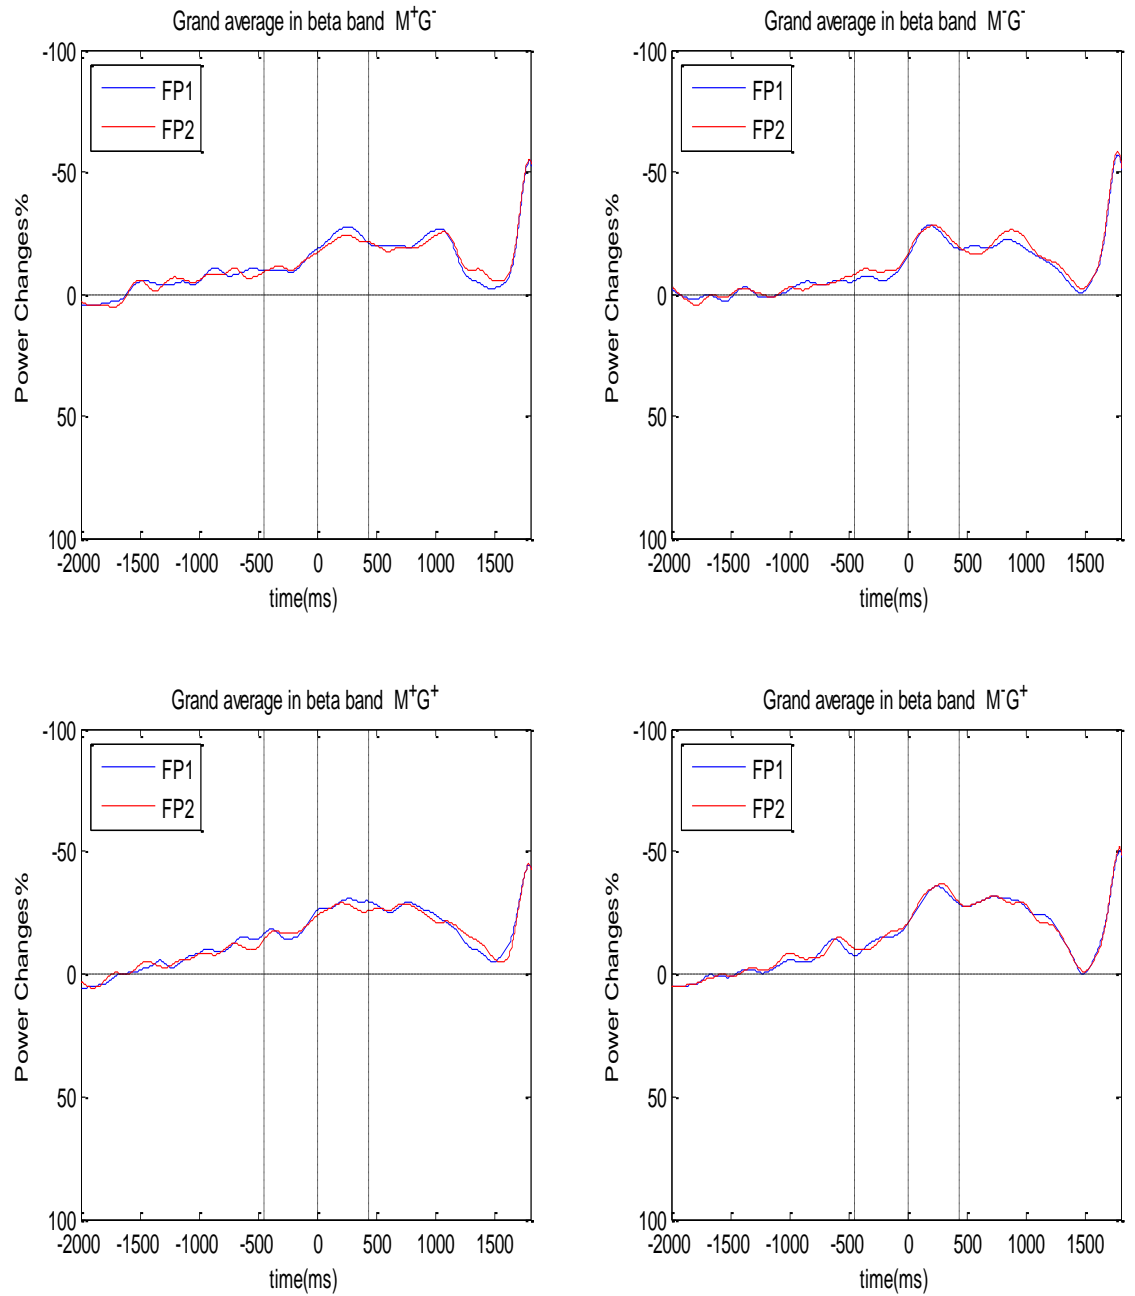 Grand average in beta band M⁺G⁻
-100
-50
0
50
100
Power Changes%
FP1
FP2
-2000 -1500 -1000 -500 0 500 1000 1500
time(ms)
Grand average in beta band M⁻G⁻
-100
-50
0
50
100
Power Changes%
FP1
FP2
-2000 -1500 -1000 -500 0 500 1000 1500
time(ms)
Grand average in beta band M⁺G⁺
-100
-50
0
50
100
Power Changes%
FP1
FP2
-2000 -1500 -1000 -500 0 500 1000 1500
time(ms)
Grand average in beta band M⁻G⁺
-100
-50
0
50
100
Power Changes%
FP1
FP2
-2000 -1500 -1000 -500 0 500 1000 1500
time(ms)